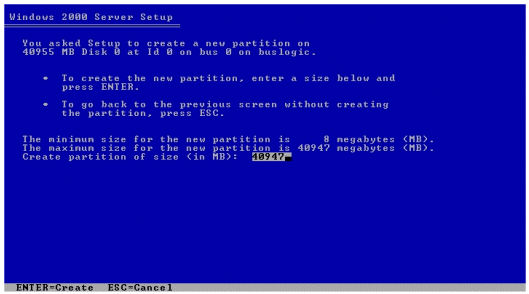 Windows 2000 Server Setup
You asked Setup to create a new partition on
40955 MB Disk 0 at Id 0 on bus 0 on buslogic.
• To create the new partition, enter a size below and
press ENTER.
• To go back to the previous screen without creating
the partition, press ESC.
The minimum size for the new partition is 8 megabytes (MB).
The maximum size for the new partition is 40947 megabytes (MB).
Create partition of size (in MB): 40947
ENTER=Create ESC=Cancel